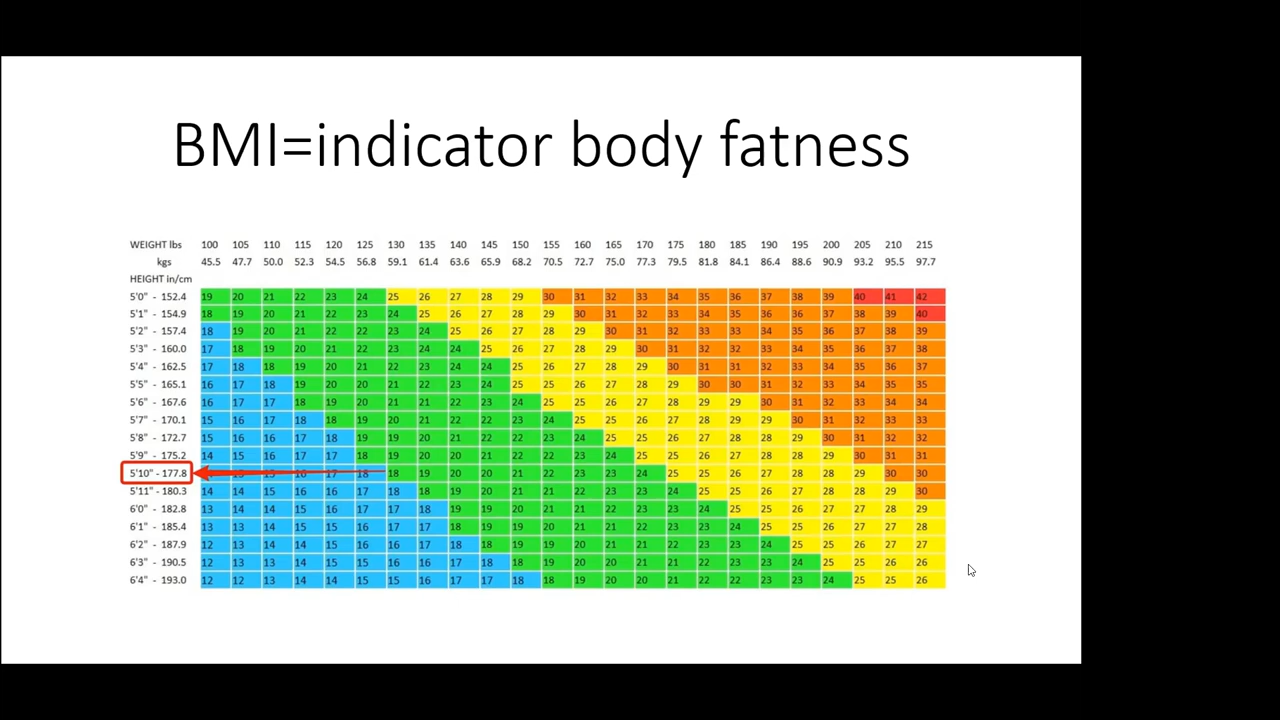 BMI=indicator body fatness
WEIGHT lbs 100 105 110 115 120 125 130 135 140 145 150 155 160 165 170 175 180 185 190 195 200 205 210 215
kgs 45.5 47.7 50.0 52.3 54.5 56.8 59.1 61.4 63.6 65.9 68.2 70.5 72.7 75.0 77.3 79.5 81.8 84.1 86.4 88.6 90.9 93.2 95.5 97.7
HEIGHT in/cm
5'0" - 152.4 19 20 21 22 23 24 25 26 27 28 29 30 31 32 33 34 35 36 37 38 39 40 41 42
5'1" - 154.9 18 19 20 21 22 23 24 25 26 27 28 29 30 31 32 33 34 35 36 36 37 38 39 40
5'2" - 157.4 18 19 20 21 22 22 23 24 25 26 27 28 29 30 31 32 33 33 34 35 36 37 38 39
5'3" - 160.0 17 18 19 20 21 22 23 24 24 25 26 27 28 29 30 31 32 32 33 34 35 36 37 38
5'4" - 162.5 17 18 18 19 20 21 22 23 24 24 25 26 27 28 29 30 31 31 32 33 34 35 36 37
5'5" - 165.1 16 17 18 19 20 20 21 22 23 24 25 25 26 27 28 29 30 30 31 32 33 34 35 35
5'6" - 167.6 16 17 17 18 19 20 21 21 22 23 24 25 25 26 27 28 29 29 30 31 32 33 34 34
5'7" - 170.1 15 16 17 18 18 19 20 21 22 22 23 24 25 25 26 27 28 29 29 30 31 32 33 33
5'8" - 172.7 15 16 16 17 18 19 19 20 21 22 22 23 24 25 25 26 27 28 28 29 30 31 32 32
5'9" - 175.2 14 15 16 17 17 18 19 20 20 21 22 22 23 24 25 25 26 27 28 28 29 30 31 31
5'10" - 177.8 15 15 16 17 18 18 19 20 20 21 22 23 23 24 25 25 26 27 28 28 29 30 30
5'11" - 180.3 14 14 15 16 16 17 18 18 19 20 21 21 22 23 23 24 25 25 26 27 28 28 29 30
6'0" - 182.8 13 14 14 15 16 17 17 18 19 19 20 21 21 22 23 23 24 25 25 26 27 27 28 29
6'1" - 185.4 13 13 14 15 15 16 17 17 18 19 19 20 21 21 22 23 23 24 25 25 26 27 27 28
6'2" - 187.9 12 13 14 14 15 16 16 17 18 18 19 19 20 21 21 22 23 23 24 25 25 26 27 27
6'3" - 190.5 12 13 13 14 15 15 16 16 17 18 18 19 20 20 21 21 22 23 23 24 25 25 26 26
6'4" - 193.0 12 12 13 14 14 15 15 16 17 17 18 18 19 20 20 21 22 22 23 23 24 25 25 26